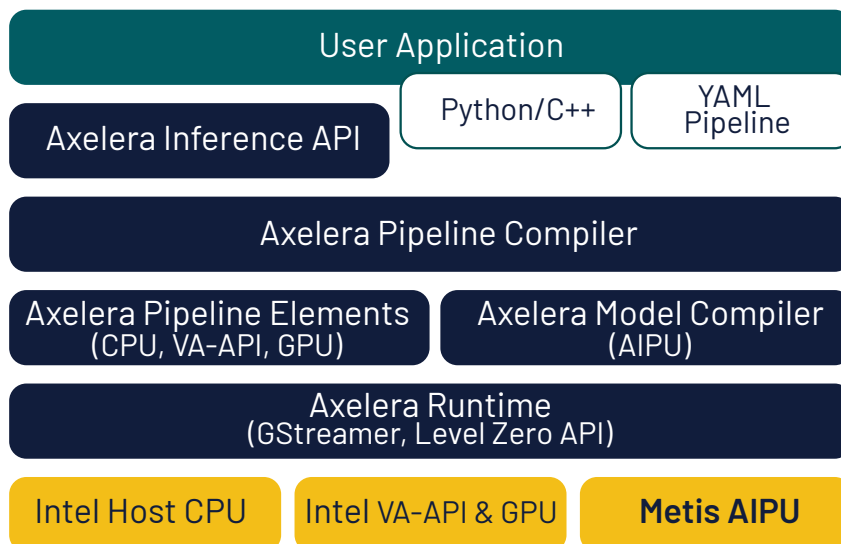 User Application
Python/C++
YAML
Pipeline
Axelera Inference API
Axelera Pipeline Compiler
Axelera Pipeline Elements
(CPU, VA-API, GPU)
Axelera Model Compiler
(AIPU)
Axelera Runtime
(GStreamer, Level Zero API)
Intel Host CPU
Intel VA-API & GPU
Metis AIPU